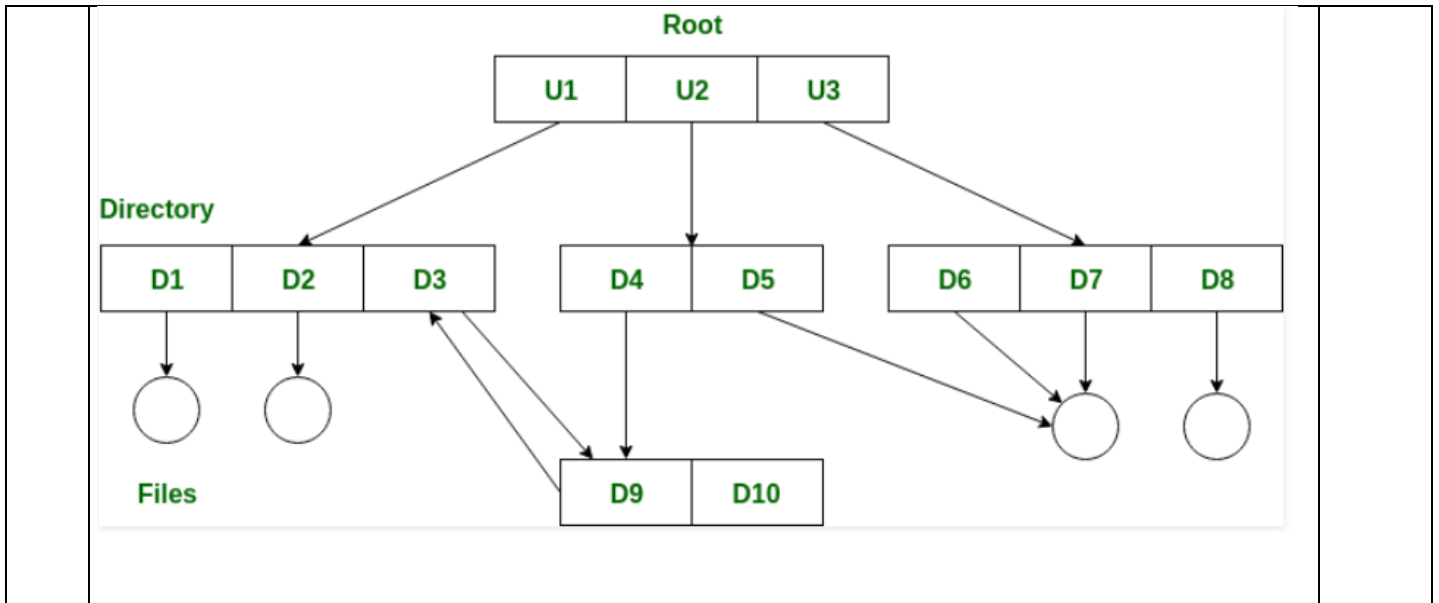 Root
U1 U2 U3
Directory
D1 D2 D3 D4 D5 D6 D7 D8
Files
D9 D10